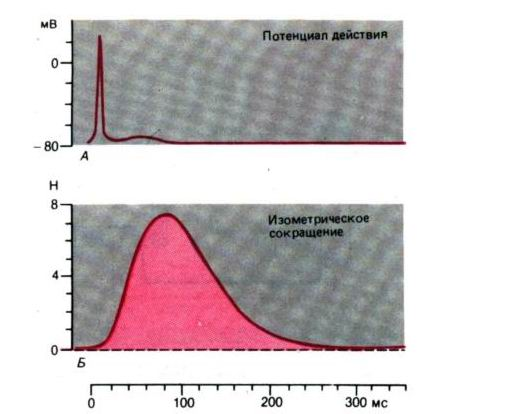 мВ
Потенциал действия
0
-80
А
Н
8
Изометрическое
сокращение
4
0
Б
0 100 200 300 мс